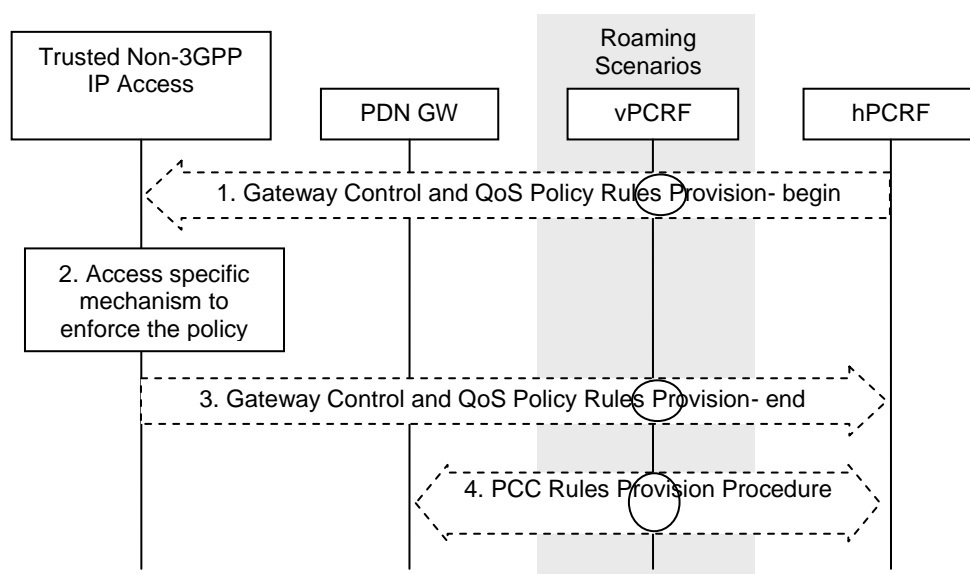 Trusted Non-3GPP
IP Access
Roaming
Scenarios
PDN GW
vPCRF
hPCRF
1. Gateway Control and QoS Policy Rules Provision- begin
2. Access specific
mechanism to
enforce the policy
3. Gateway Control and QoS Policy Rules Provision- end
4. PCC Rules Provision Procedure